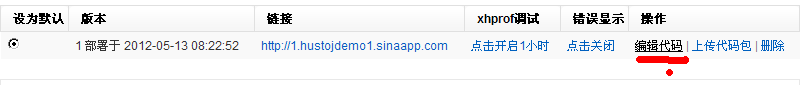 设为默认 版本 链接 xhprof调试 错误显示 操作
1 部署于 2012-05-13 08:22:52 http://1.hustojdemo1.sinaapp.com 点击开启1小时 点击关闭 编辑代码 | 上传代码包 | 删除